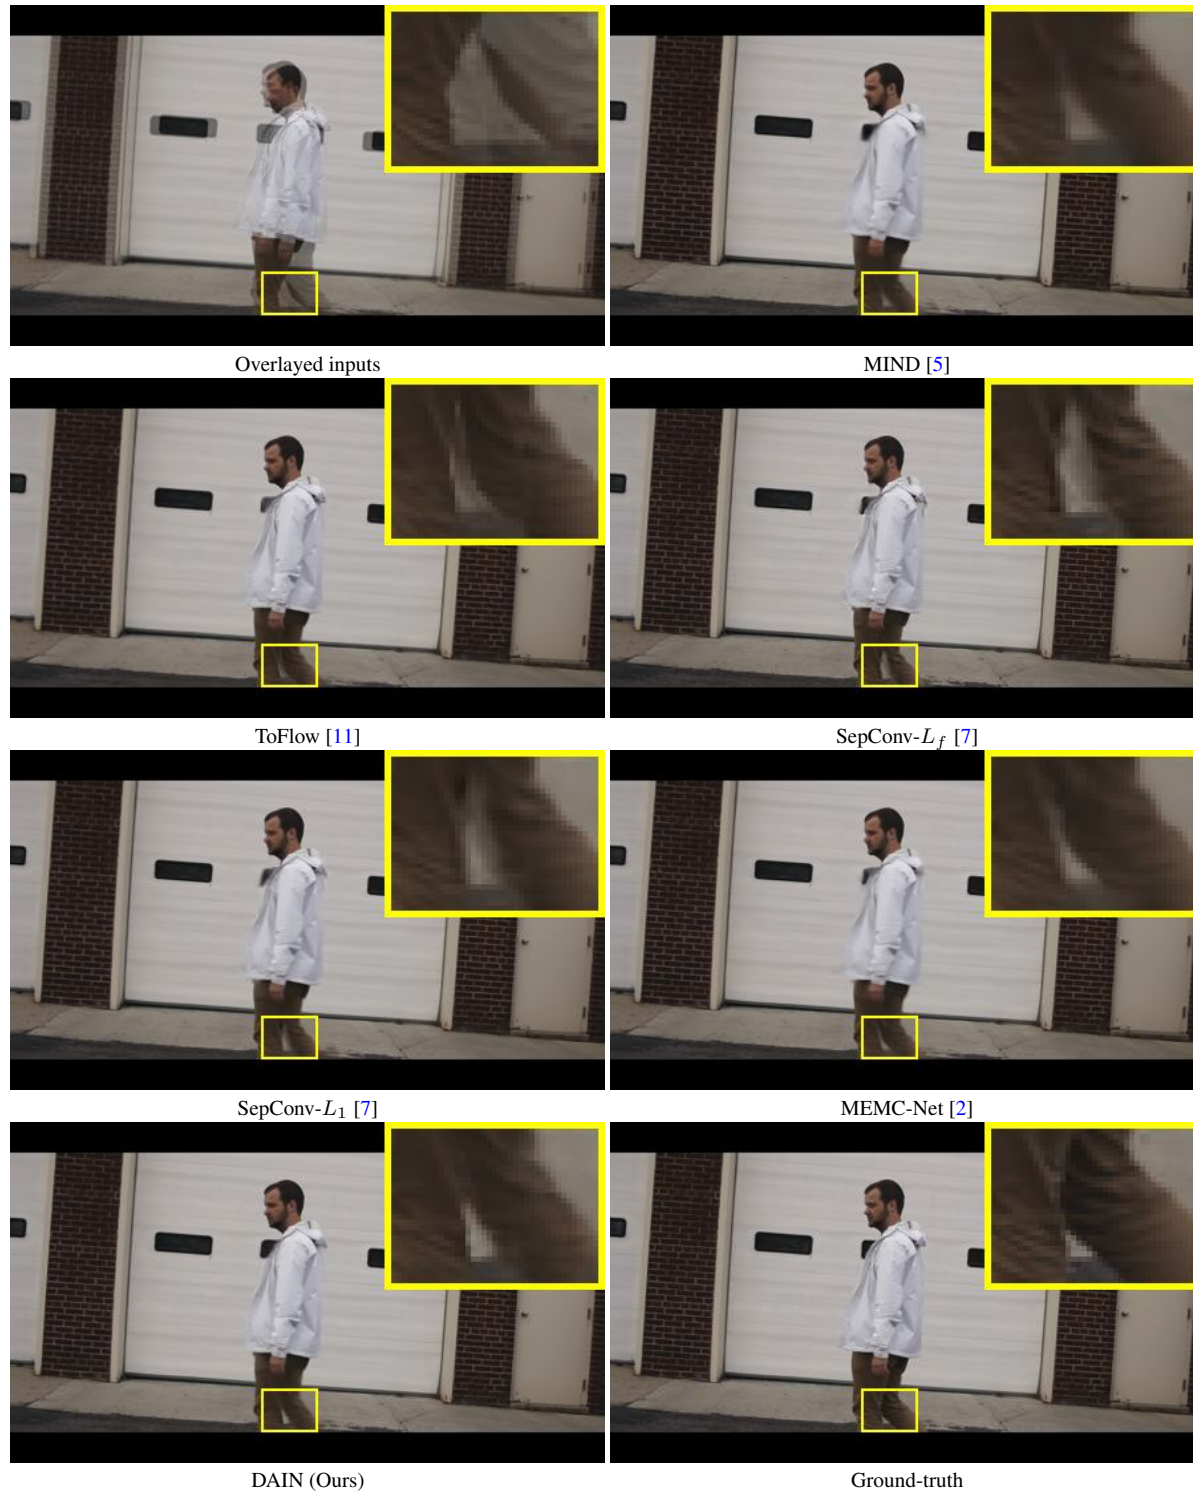 Overlayed inputs
MIND [5]
ToFlow [11]
SepConv-L_f [7]
SepConv-L_1 [7]
MEMC-Net [2]
DAIN (Ours)
Ground-truth